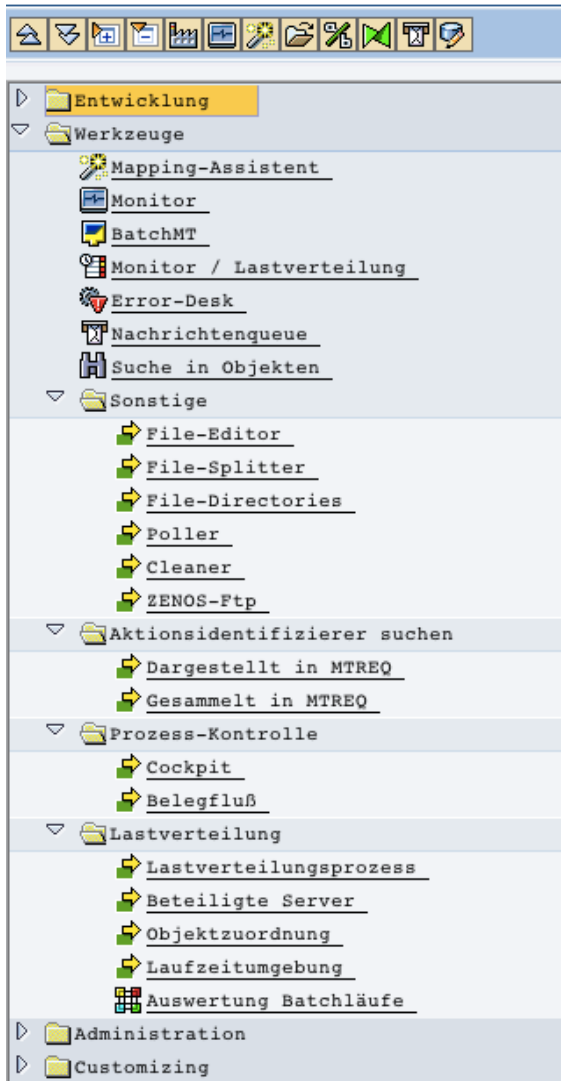 Entwicklung
Werkzeuge
Mapping-Assistent
Monitor
BatchMT
Monitor / Lastverteilung
Error-Desk
Nachrichtenqueue
Suche in Objekten
Sonstige
File-Editor
File-Splitter
File-Directories
Poller
Cleaner
ZENOS-Ftp
Aktionsidentifizierer suchen
Dargestellt in MTREQ
Gesammelt in MTREQ
Prozess-Kontrolle
Cockpit
Belegfluß
Lastverteilung
Lastverteilungsprozess
Beteiligte Server
Objektzuordnung
Laufzeitumgebung
Auswertung Batchläufe
Administration
Customizing